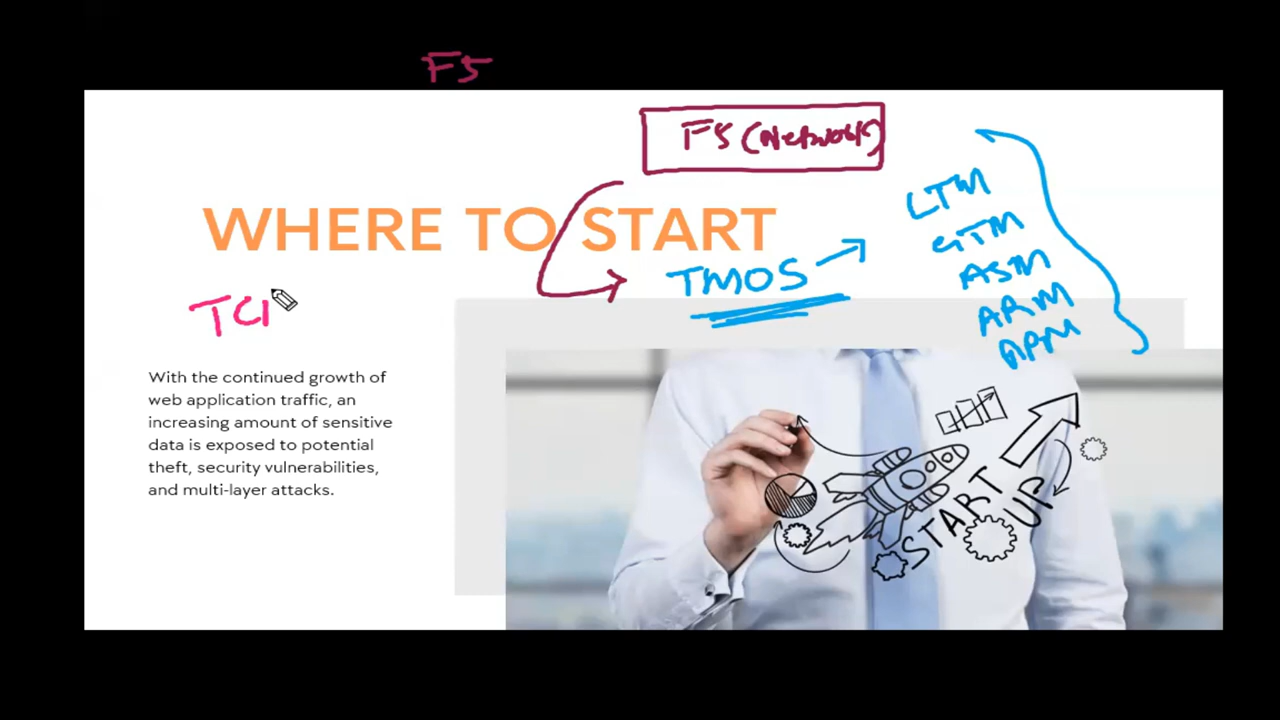 F5
F5 (Network)
WHERE TO START
LTM
GTM
TMOS
ASM
ARM
APM
TCP
With the continued growth of
web application traffic, an
increasing amount of sensitive
data is exposed to potential
theft, security vulnerabilities,
and multi-layer attacks.
START
UP